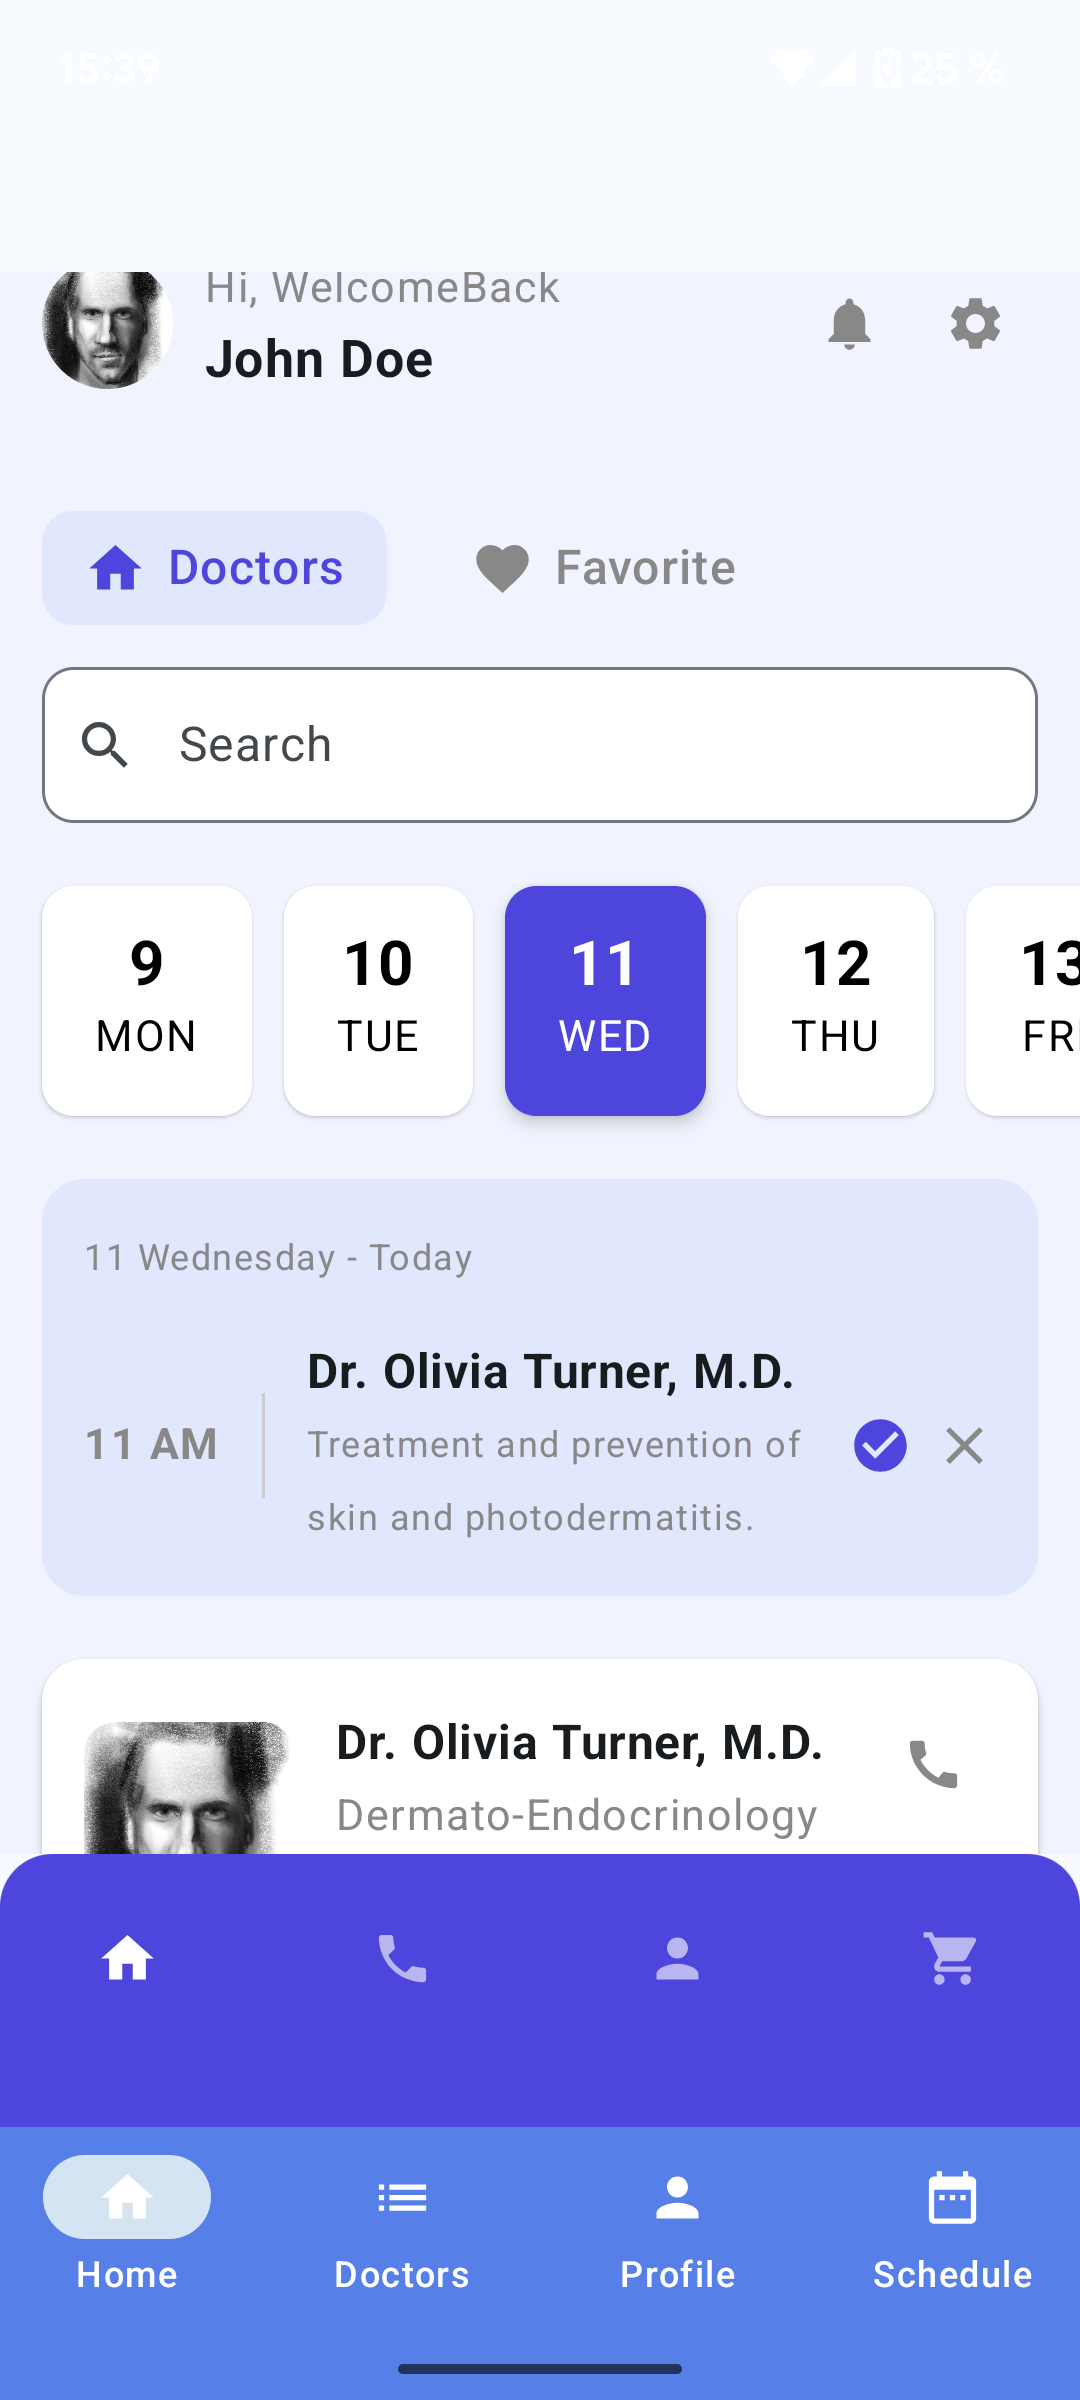 15:39
25 %
Hi, WelcomeBack
John Doe
Doctors
Favorite
Search
9
MON
10
TUE
11
WED
12
THU
13
FRI
11 Wednesday - Today
11 AM
Dr. Olivia Turner, M.D.
Treatment and prevention of
skin and photodermatitis.
Dr. Olivia Turner, M.D.
Dermato-Endocrinology
Home
Doctors
Profile
Schedule